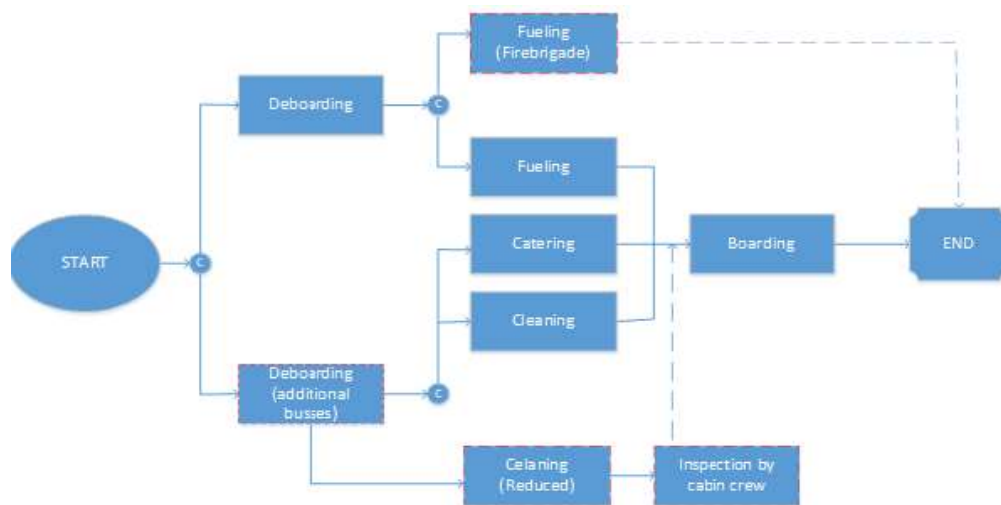 Fueling
(Firebrigade)
Deboarding
C
Fueling
START
C
Catering
Boarding
END
Cleaning
Deboarding
(additional
busses)
C
Celaning
(Reduced)
Inspection by
cabin crew